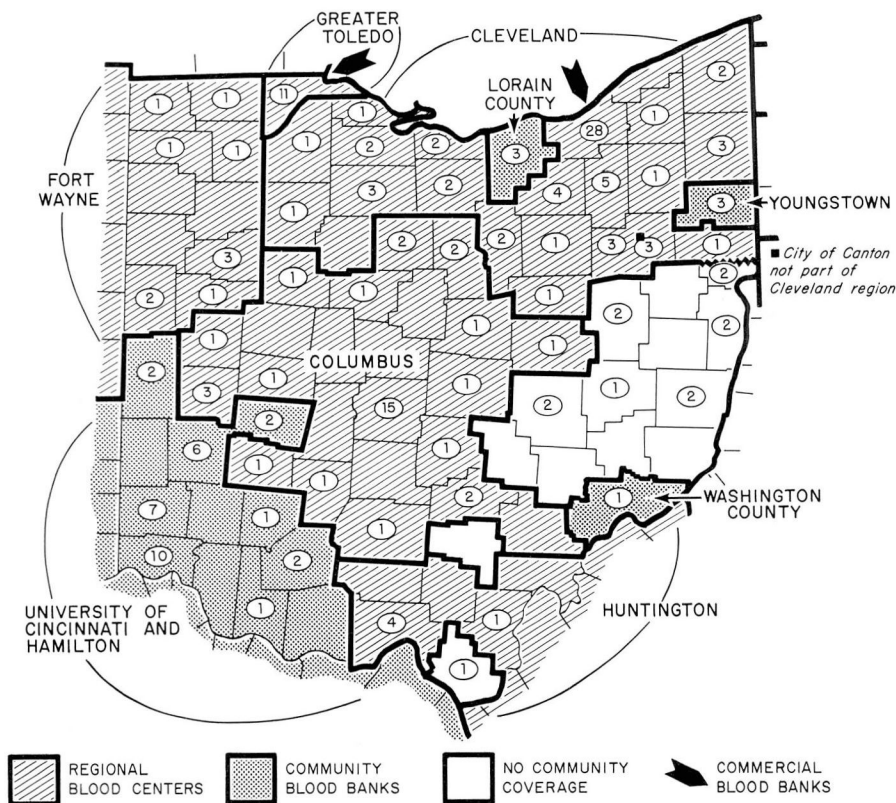 GREATER
TOLEDO
CLEVELAND
LORAIN
COUNTY
FORT
WAYNE
YOUNGSTOWN
■ City of Canton
not part of
Cleveland region
COLUMBUS
WASHINGTON
COUNTY
UNIVERSITY OF
CINCINNATI AND
HAMILTON
HUNTINGTON
1 1 11 1 28 1 2
1 1 1 2 2 3 3
4 5 1 3
1 3 2
3 2 2 2 1 3 3 1
2 1 1 1 1 2
1 1 1 2 2
2 3 1 1 1 2
2 15 2
6 1 1
7 1 1 2 1
10 2 1
1 4 1
1
REGIONAL
BLOOD CENTERS
COMMUNITY
BLOOD BANKS
NO COMMUNITY
COVERAGE
COMMERCIAL
BLOOD BANKS